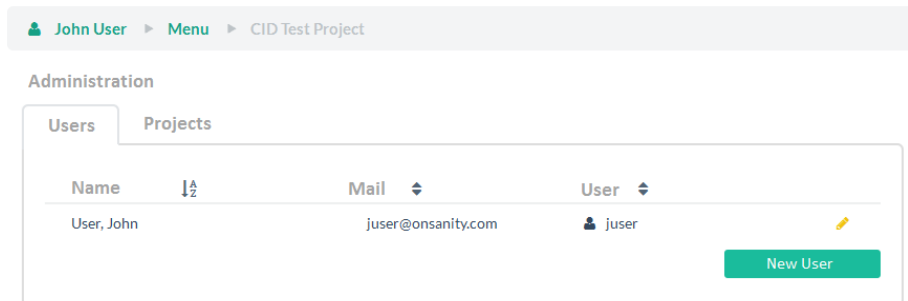 John User Menu CID Test Project
Administration
Users Projects
Name Mail User
User, John juser@onsanity.com juser
New User